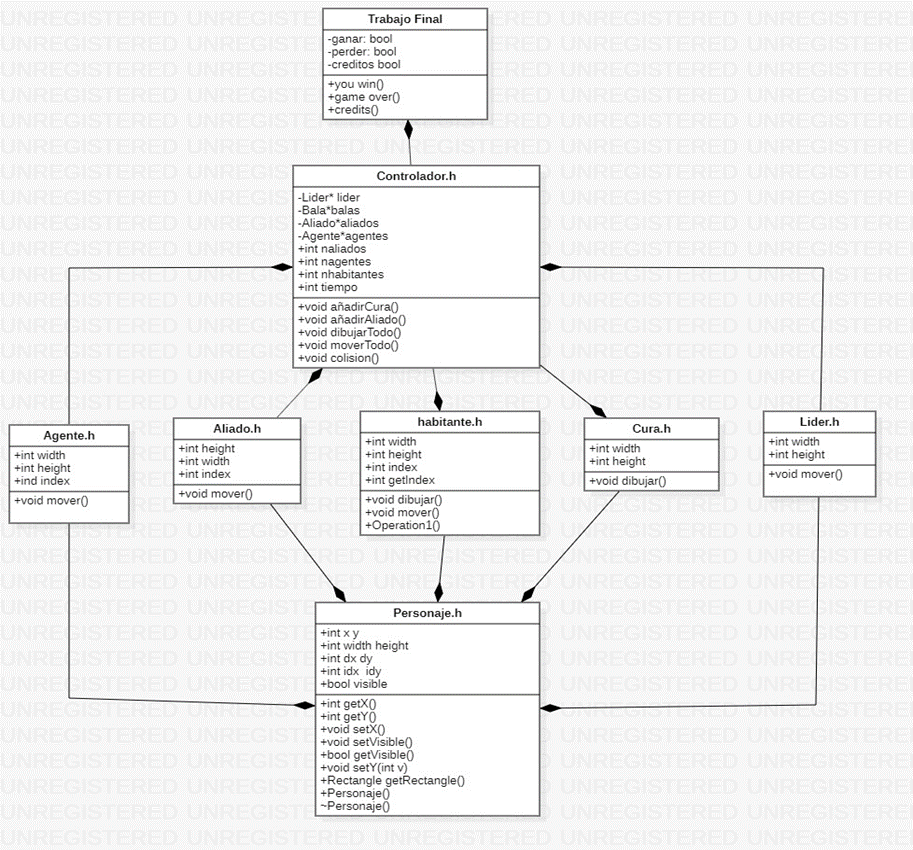 Trabajo Final
-ganar: bool
-perder: bool
-creditos bool
+you win()
+game over()
+credits()
Controlador.h
-Lider* lider
-Bala*balas
-Aliado*aliados
-Agente*agentes
+int naliados
+int nagentes
+int nhabitantes
+int tiempo
+void añadirCura()
+void añadirAliado()
+void dibujarTodo()
+void moverTodo()
+void colision()
Agente.h
+int width
+int height
+ind index
+void mover()
Aliado.h
+int height
+int width
+int index
+void mover()
habitante.h
+int width
+int height
+int index
+int getIndex
+void dibujar()
+void mover()
+Operation1()
Cura.h
+int width
+int height
+void dibujar()
Lider.h
+int width
+int height
+void mover()
Personaje.h
+int x y
+int width height
+int dx dy
+int idx  idy
+bool visible
+int getX()
+int getY()
+void setX()
+void setVisible()
+bool getVisible()
+void setY(int v)
+Rectangle getRectangle()
+Personaje()
~Personaje()
UNREGISTERED